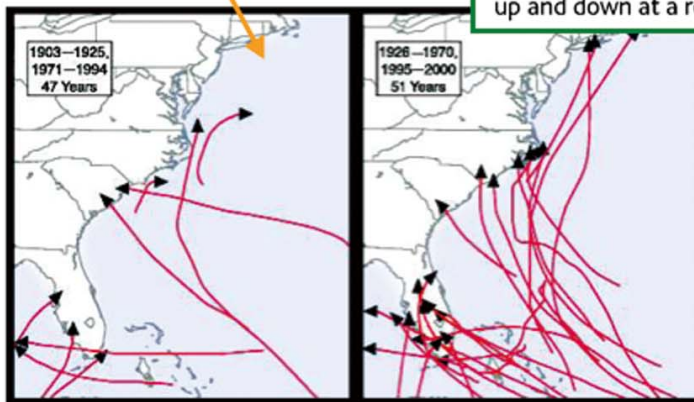 up and down at a r
1903—1925,
1971—1994
47 Years
1926—1970,
1995—2000
51 Years